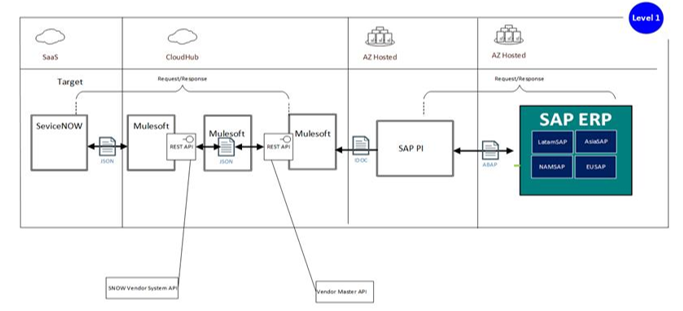 Level 1
SaaS
CloudHub
AZ Hosted
AZ Hosted
Target
Request/Response
Request/Response
SeviceNOW
Mulesoft
Mulesoft
Mulesoft
SAP PI
SAP ERP
LatamSAP
AsiaSAP
NAMSAP
EUSAP
REST API
REST API
JSON
JSON
IDOC
ABAP
SNOW Vendor System API
Vendor Master API